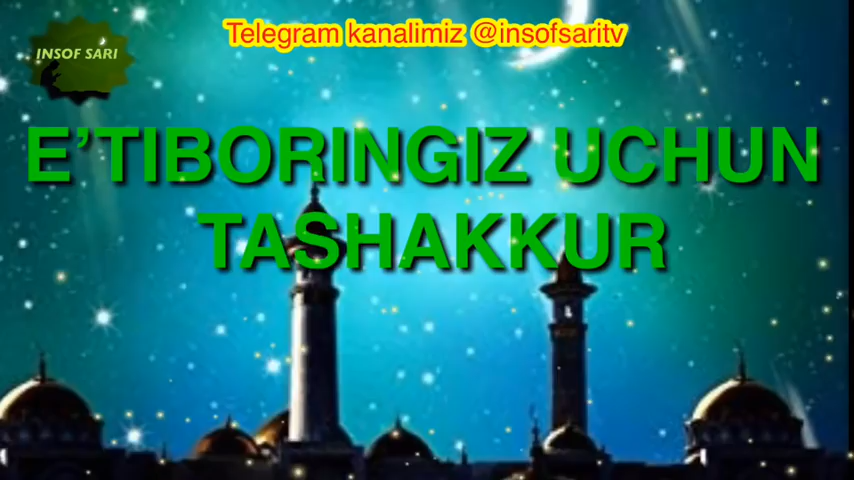 Telegram kanalimiz @insofsaritv
INSOF SARI
E’TIBORINGIZ UCHUN
TASHAKKUR